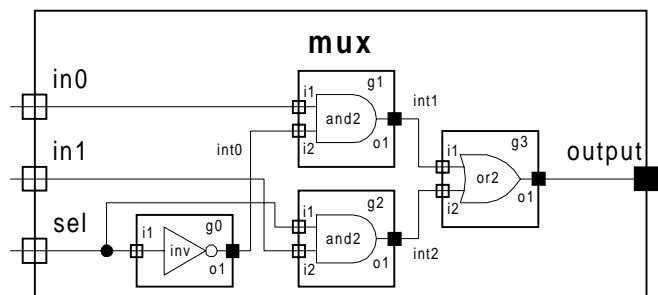 mux
in0
i1
g1
and2
i2
o1
int1
int0
in1
i1
g3
or2
i2
o1
output
sel
i1
g0
inv
o1
i1
g2
and2
i2
o1
int2